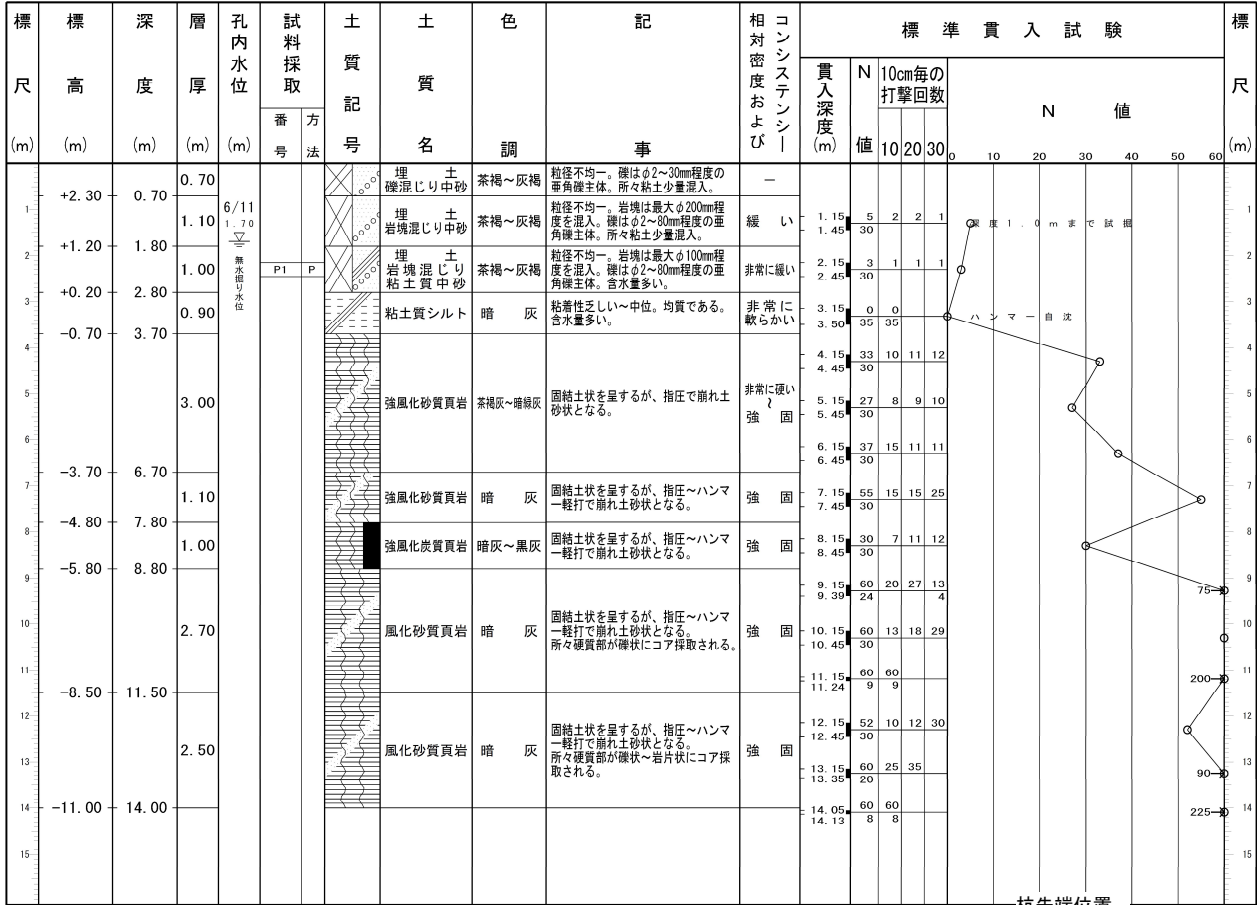 標尺(m) 標高(m) 深度(m) 層厚(m) 孔内水位(m) 試料採取 番号 方法 土質記号 土質名 色調 記事 相対密度および コンシステンシー 標準貫入試験 標尺(m)
貫入深度(m) N値 10cm毎の打撃回数 10 20 30 N値
0 10 20 30 40 50 60
0.70 埋土 礫混じり中砂 茶褐～灰褐 粒径不均一。礫はφ2～30mm程度の
亜角礫主体。所々粘土少量混入。 －
+2.30 0.70
6/11
1.70
無水掘り水位
1.10 埋土 岩塊混じり中砂 茶褐～灰褐 粒径不均一。岩塊は最大φ200mm程
度を混入。礫はφ2～80mm程度の亜
角礫主体。所々粘土少量混入。 緩い
+1.20 1.80
1.00 P1 P 埋土 岩塊混じり 粘土質中砂 茶褐～灰褐 粒径不均一。岩塊は最大φ100mm程
度を混入。礫はφ2～80mm程度の亜
角礫主体。含水量多い。 非常に緩い
+0.20 2.80
0.90 粘土質シルト 暗灰 粘着性乏しい～中位。均質である。
含水量多い。 非常に軟らかい
-0.70 3.70
3.00 強風化砂質頁岩 茶褐灰～暗緑灰 固結土状を呈するが、指圧で崩れ土
砂状となる。 非常に硬い～強固
-3.70 6.70
1.10 強風化砂質頁岩 暗灰 固結土状を呈するが、指圧～ハンマ
ー軽打で崩れ土砂状となる。 強固
-4.80 7.80
1.00 強風化炭質頁岩 暗灰～黒灰 固結土状を呈するが、指圧～ハンマ
ー軽打で崩れ土砂状となる。 強固
-5.80 8.80
2.70 風化砂質頁岩 暗灰 固結土状を呈するが、指圧～ハンマ
ー軽打で崩れ土砂状となる。
所々硬質部が礫状にコア採取される。 強固
-8.50 11.50
2.50 風化砂質頁岩 暗灰 固結土状を呈するが、指圧～ハンマ
ー軽打で崩れ土砂状となる。
所々硬質部が礫状～岩片状にコア採
取される。 強固
-11.00 14.00
1.15 5 2 2 1
1.45 30
深度1.0mまで試掘
2.15 3 1 1 1
2.45 30
3.15 0 0
3.50 35 35
ハンマー自沈
4.15 33 10 11 12
4.45 30
5.15 27 8 9 10
5.45 30
6.15 37 15 11 11
6.45 30
7.15 55 15 15 25
7.45 30
8.15 30 7 11 12
8.45 30
9.15 60 20 27 13
9.39 24 4
75
10.15 60 13 18 29
10.45 30
11.15 60 60
11.24 9 9
200
12.15 52 10 12 30
12.45 30
13.15 60 25 35
13.35 20
90
14.05 60 60
14.13 8 8
225
1 2 3 4 5 6 7 8 9 10 11 12 13 14 15
1 2 3 4 5 6 7 8 9 10 11 12 13 14 15
杭先端位置